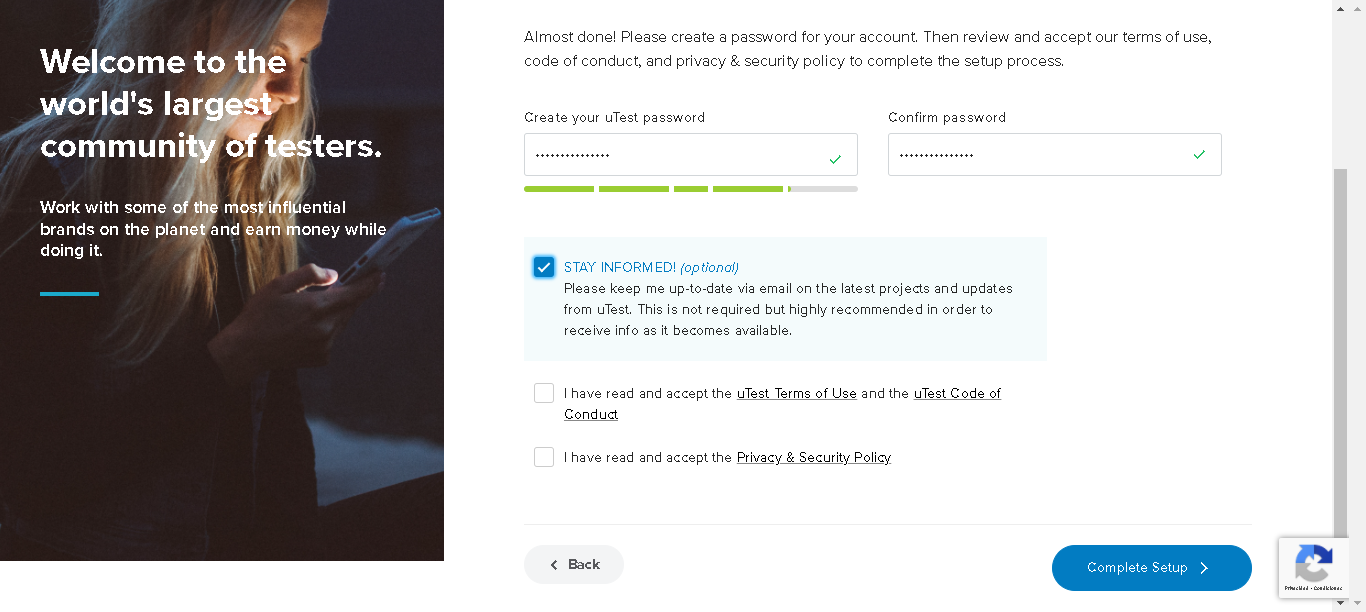 Welcome to the
world's largest
community of testers.
Work with some of the most influential
brands on the planet and earn money while
doing it.
Almost done! Please create a password for your account. Then review and accept our terms of use,
code of conduct, and privacy & security policy to complete the setup process.
Create your uTest password
Confirm password
STAY INFORMED! (optional)
Please keep me up-to-date via email on the latest projects and updates
from uTest. This is not required but highly recommended in order to
receive info as it becomes available.
I have read and accept the uTest Terms of Use and the uTest Code of
Conduct
I have read and accept the Privacy & Security Policy
Back
Complete Setup
Privacidad - Condiciones